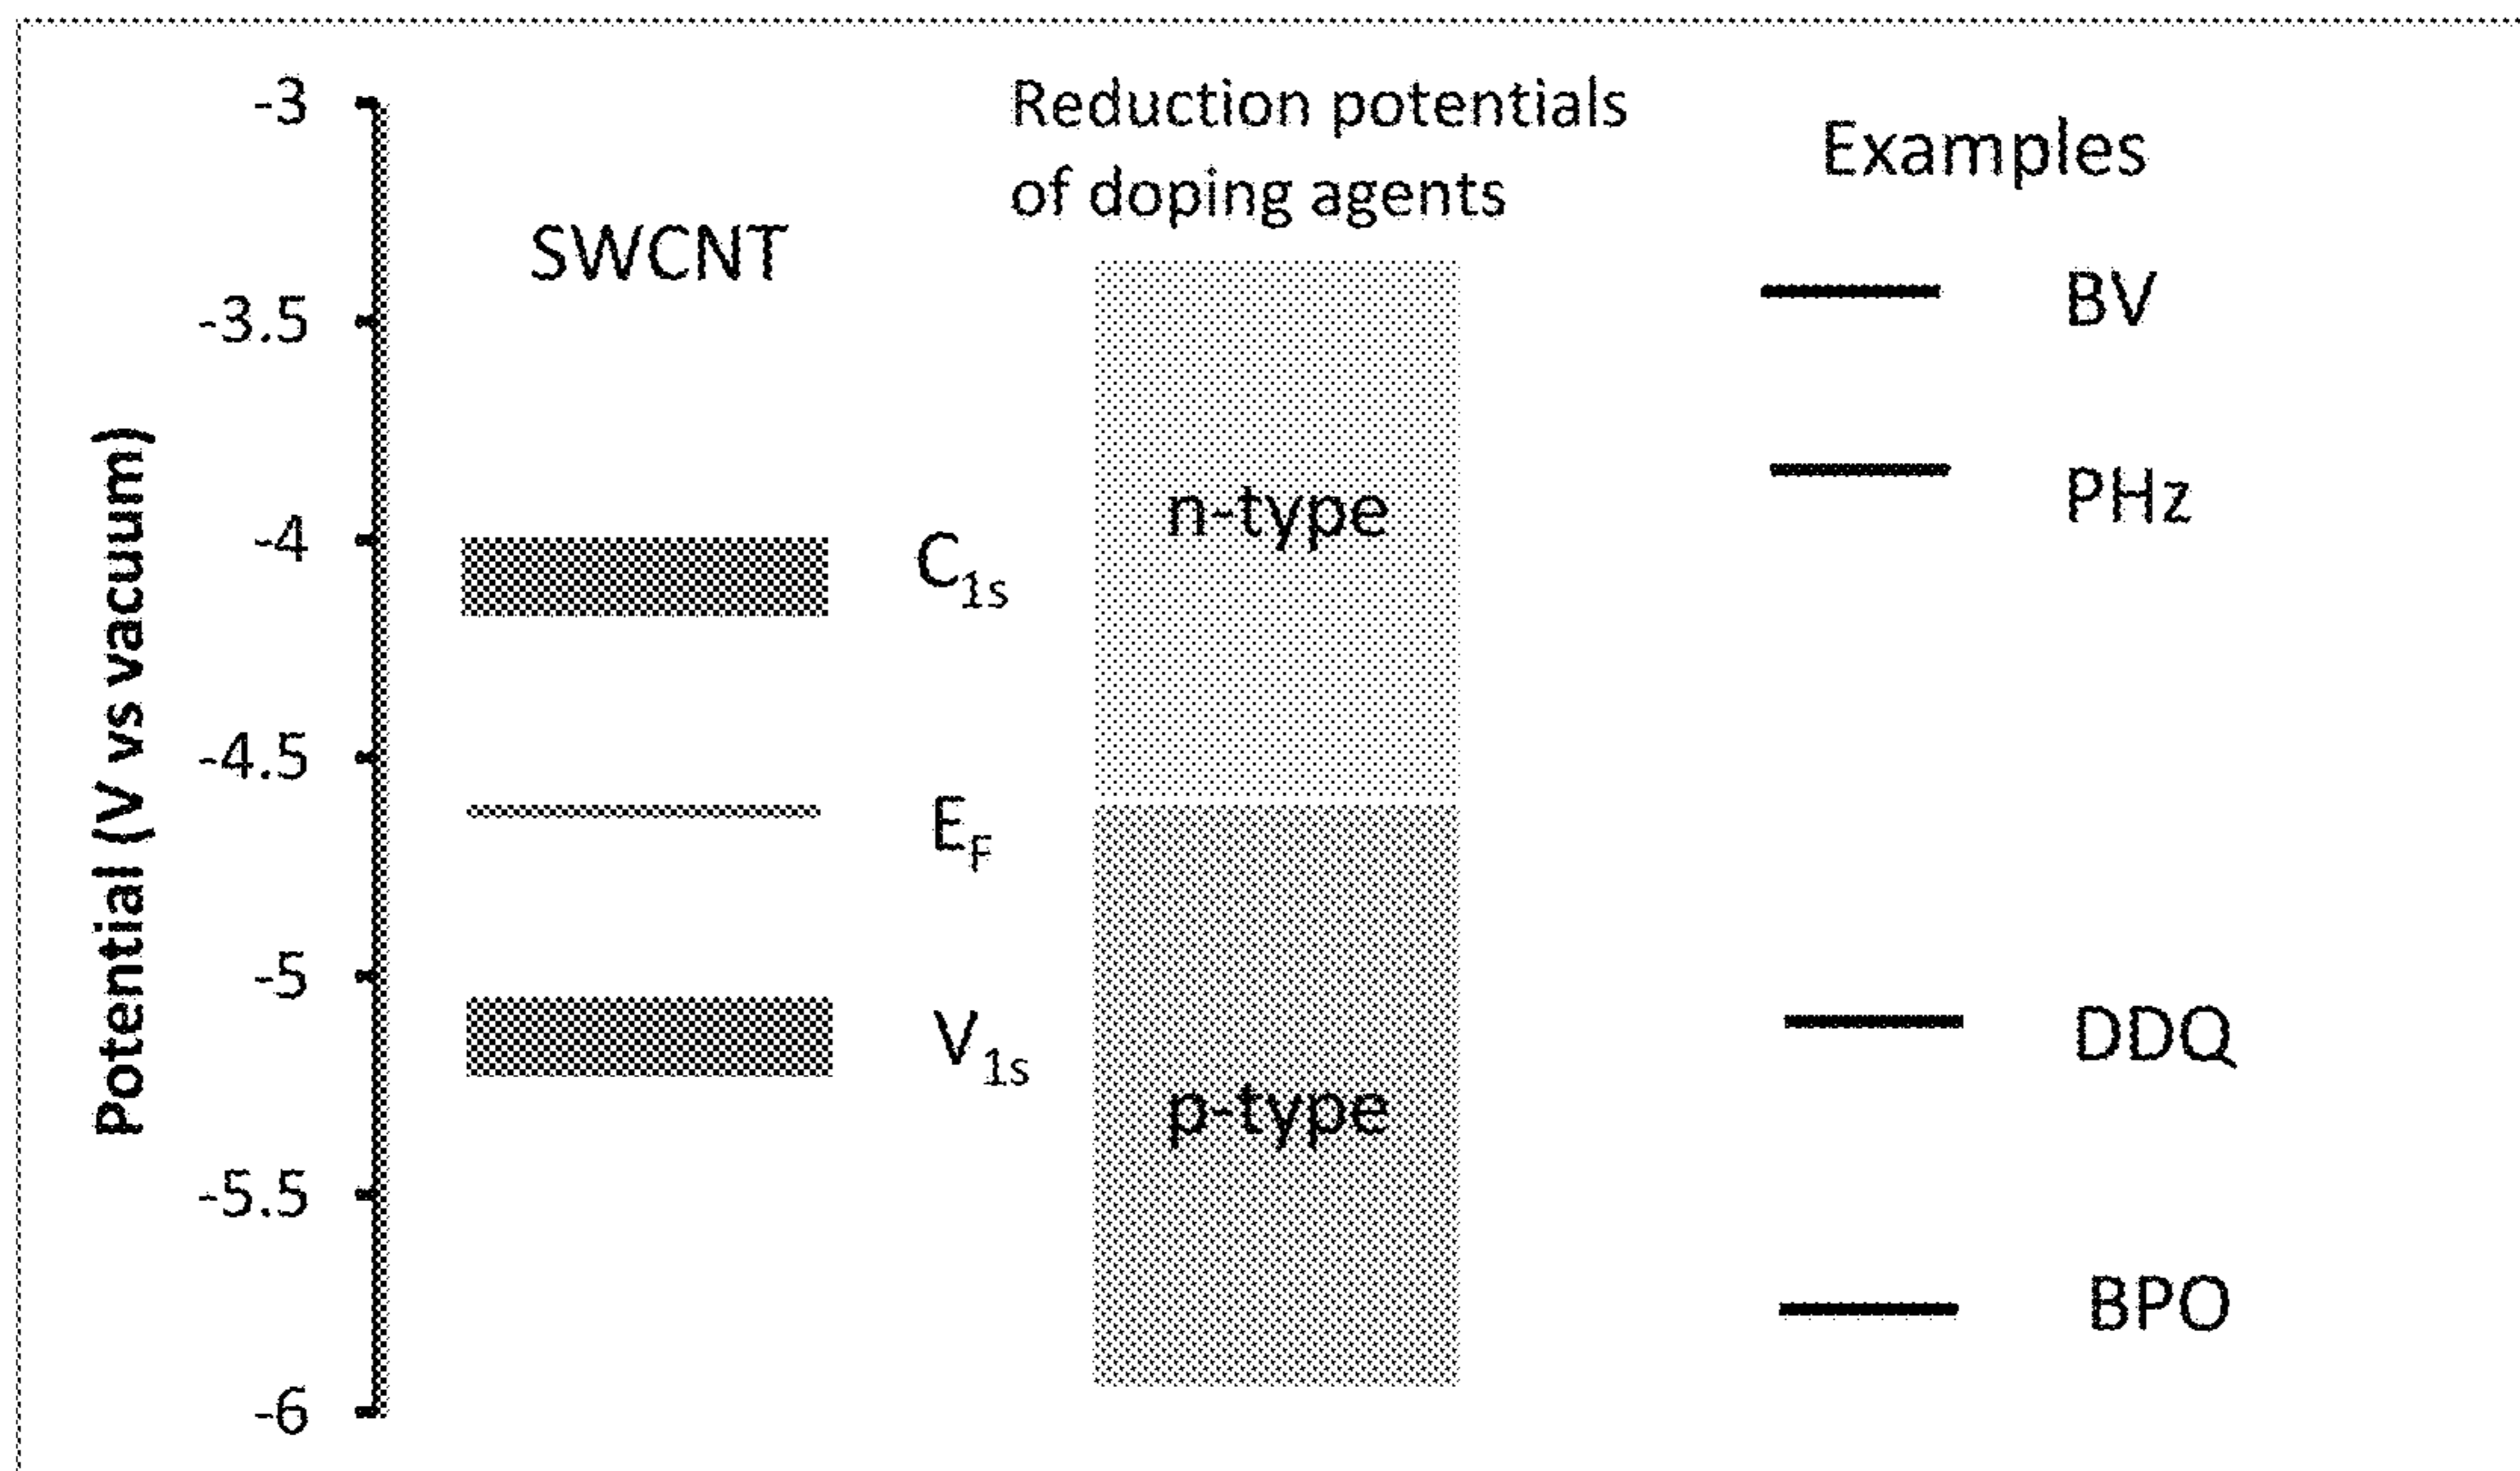 Potential (V vs vacuum)
-3
-3.5
-4
-4.5
-5
-5.5
-6
SWCNT
C1s
EF
V1s
Reduction potentials
of doping agents
n-type
p-type
Examples
BV
PHz
DDQ
BPO